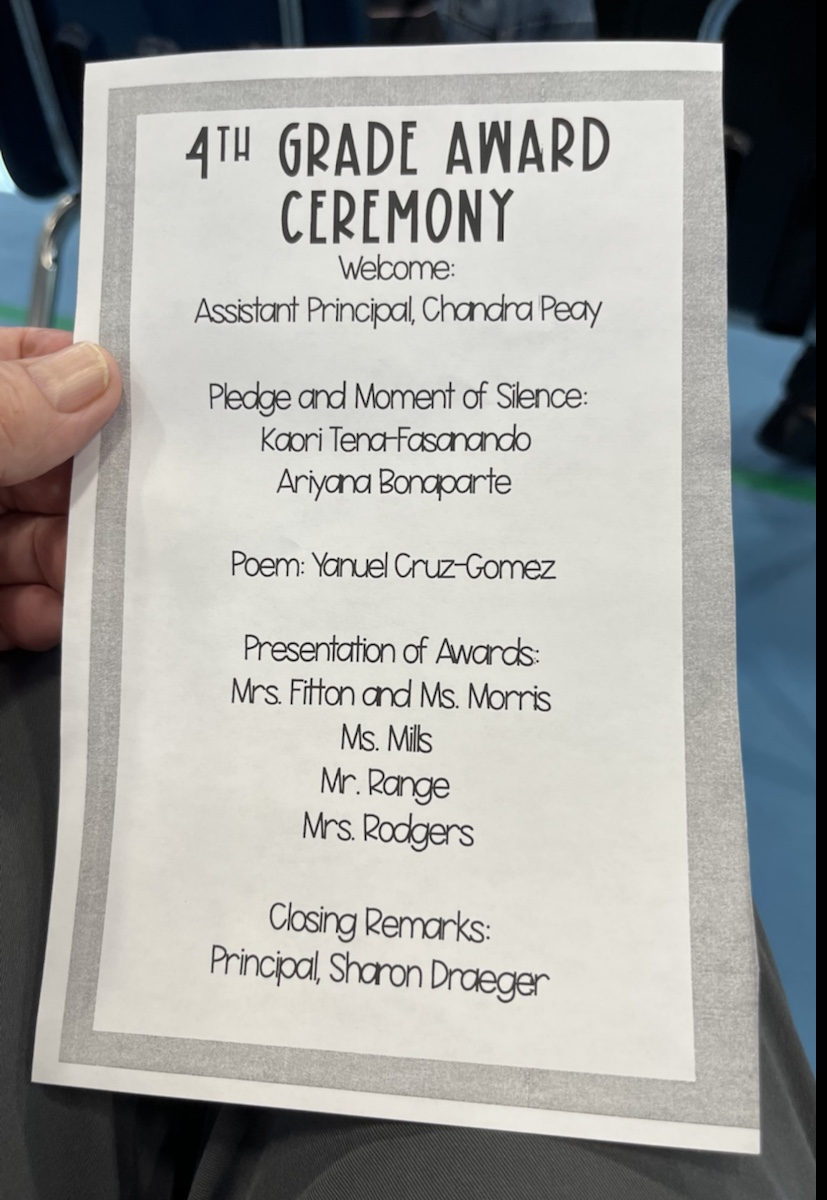 4TH GRADE AWARD
CEREMONY
Welcome:
Assistant Principal, Chandra Peay
Pledge and Moment of Silence:
Kaori Tena-Fasanando
Ariyana Bonaparte
Poem: Yanuel Cruz-Gomez
Presentation of Awards:
Mrs. Fitton and Ms. Morris
Ms. Mills
Mr. Range
Mrs. Rodgers
Closing Remarks:
Principal, Sharon Draeger